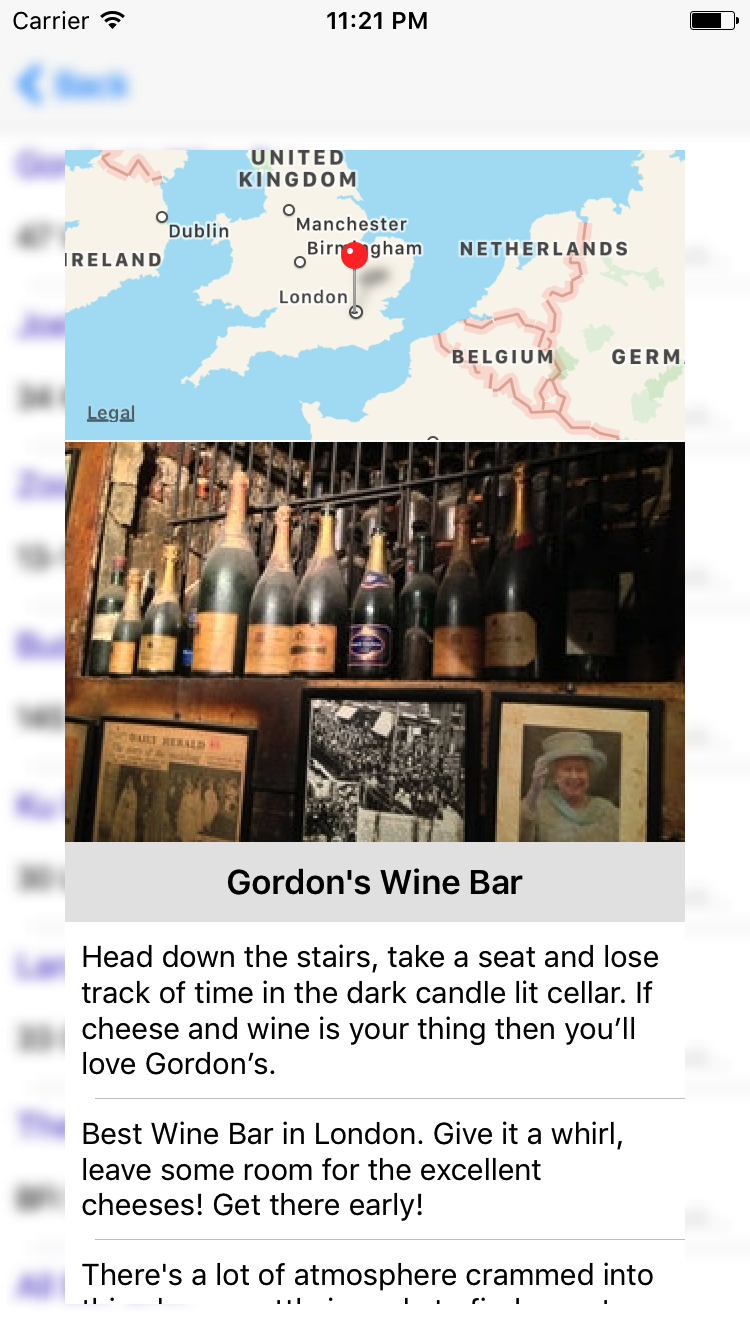 Carrier 11:21 PM
Back
UNITED
KINGDOM
Manchester
Dublin
Birmingham
NETHERLANDS
IRELAND
London
BELGIUM
GERM
Legal
DAILY HERALD
Gordon's Wine Bar
Head down the stairs, take a seat and lose
track of time in the dark candle lit cellar. If
cheese and wine is your thing then you’ll
love Gordon’s.
Best Wine Bar in London. Give it a whirl,
leave some room for the excellent
cheeses! Get there early!
There's a lot of atmosphere crammed into